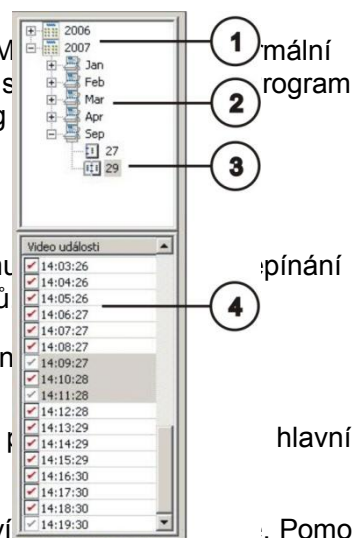 2006
2007
Jan
Feb
Mar
Apr
Sep
27
29
1
2
3
4
rmální
rogram
Video události
14:03:26
14:04:26
14:05:26
14:06:27
14:07:27
14:08:27
14:09:27
14:10:28
14:11:28
14:12:28
14:13:29
14:14:29
14:15:29
14:16:30
14:17:30
14:18:30
14:19:30
epínání
hlavní
. Pomo